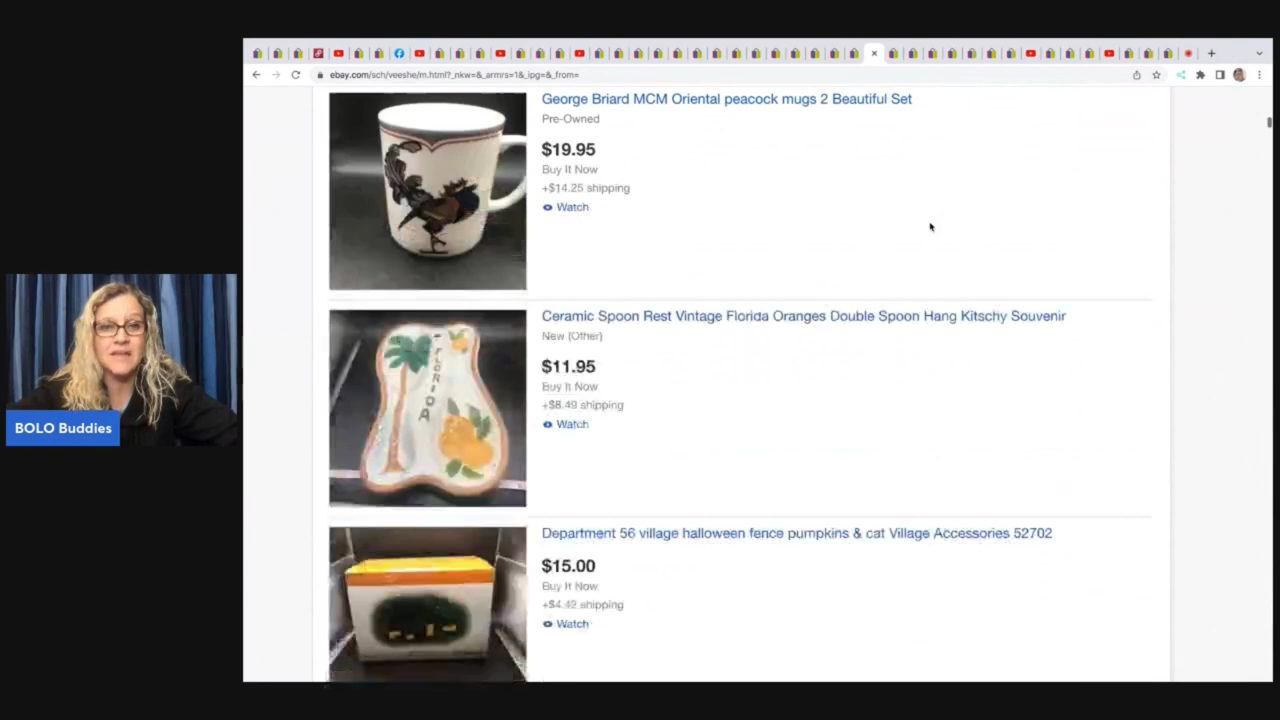 ebay.com/sch/veeshe/m.html?_nkw=&_armrs=1&_ipg=&_from=
George Briard MCM Oriental peacock mugs 2 Beautiful Set
Pre-Owned
$19.95
Buy It Now
+$14.25 shipping
Watch
Ceramic Spoon Rest Vintage Florida Oranges Double Spoon Hang Kitschy Souvenir
New (Other)
$11.95
Buy It Now
+$8.49 shipping
Watch
FLORIDA
Department 56 village halloween fence pumpkins & cat Village Accessories 52702
$15.00
Buy It Now
+$4.42 shipping
Watch
BOLO Buddies